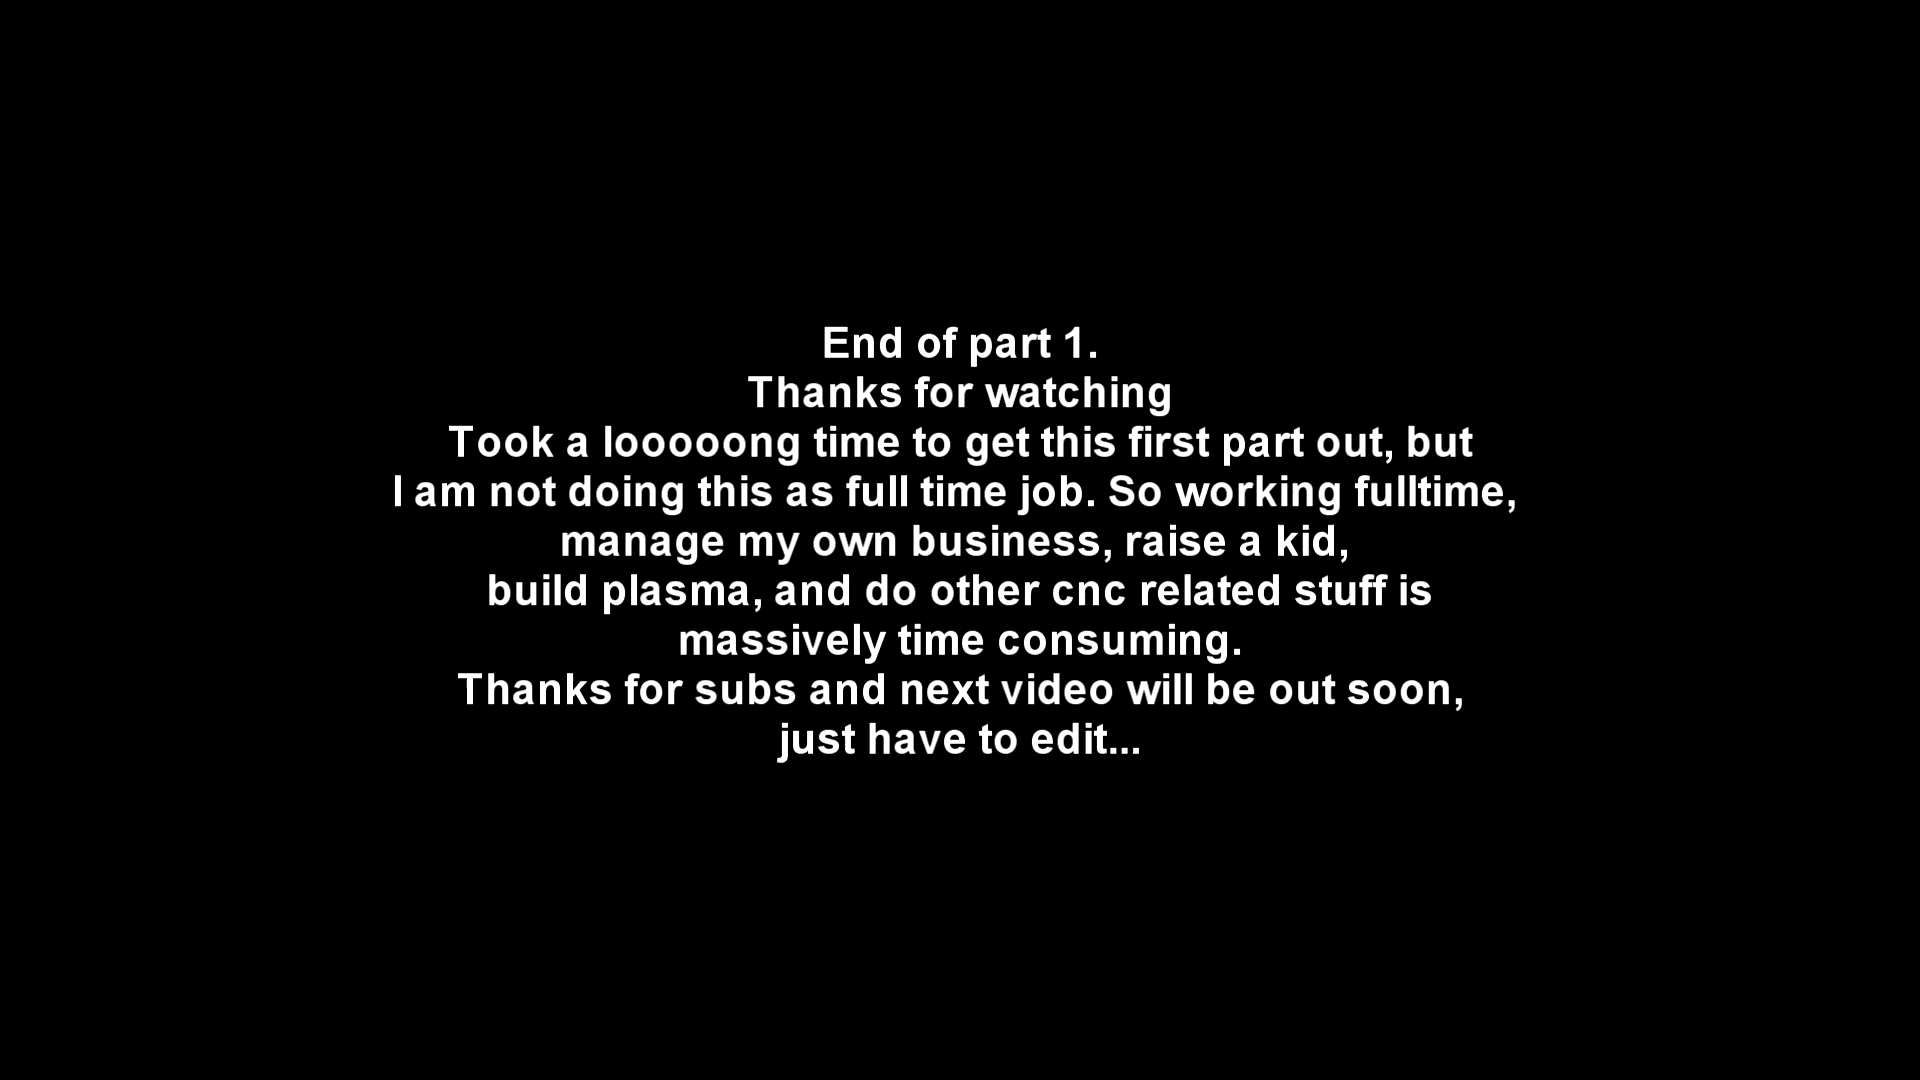 End of part 1.
Thanks for watching
Took a looooong time to get this first part out, but
I am not doing this as full time job. So working fulltime,
manage my own business, raise a kid,
build plasma, and do other cnc related stuff is
massively time consuming.
Thanks for subs and next video will be out soon,
just have to edit...